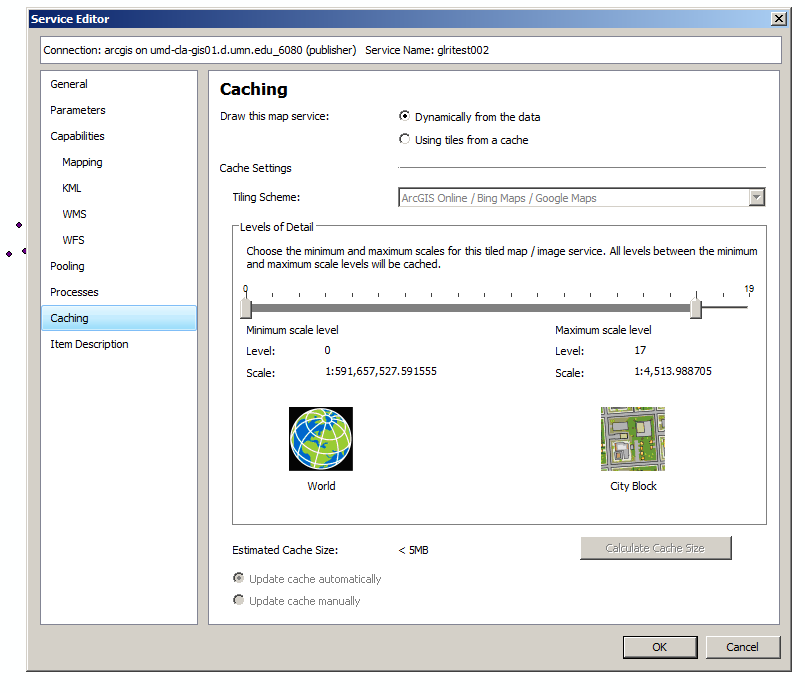 Service Editor
Connection: arcgis on umd-cla-gis01.d.umn.edu_6080 (publisher)   Service Name: glritest002
General
Parameters
Capabilities
Mapping
KML
WMS
WFS
Pooling
Processes
Caching
Item Description
Caching
Draw this map service:
Dynamically from the data
Using tiles from a cache
Cache Settings
Tiling Scheme:
ArcGIS Online / Bing Maps / Google Maps
Levels of Detail
Choose the minimum and maximum scales for this tiled map / image service. All levels between the minimum
and maximum scale levels will be cached.
0 19
Minimum scale level
Level: 0
Scale: 1:591,657,527.591555
World
Maximum scale level
Level: 17
Scale: 1:4,513.988705
City Block
Estimated Cache Size: < 5MB
Calculate Cache Size
Update cache automatically
Update cache manually
OK
Cancel